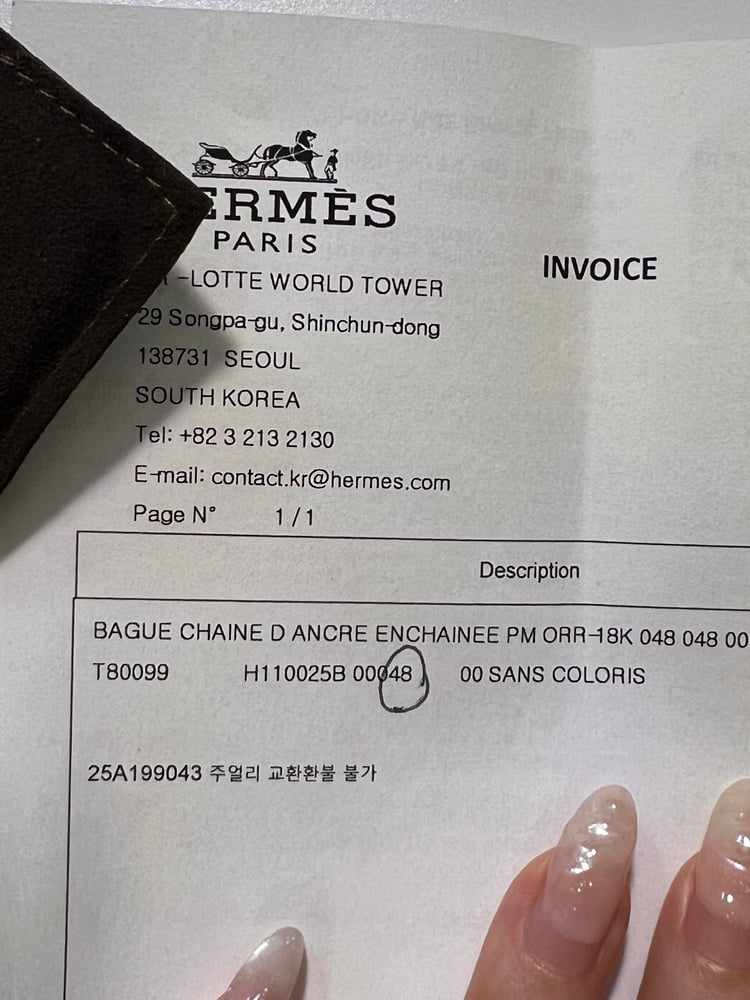 ERMÈS
PARIS
-LOTTE WORLD TOWER
INVOICE
29 Songpa-gu, Shinchun-dong
138731 SEOUL
SOUTH KOREA
Tel: +82 3 213 2130
E-mail: contact.kr@hermes.com
Page N° 1 / 1
Description
BAGUE CHAINE D ANCRE ENCHAINEE PM ORR-18K 048 048 00
T80099 H110025B 00048 00 SANS COLORIS
25A199043 주얼리 교환환불 불가